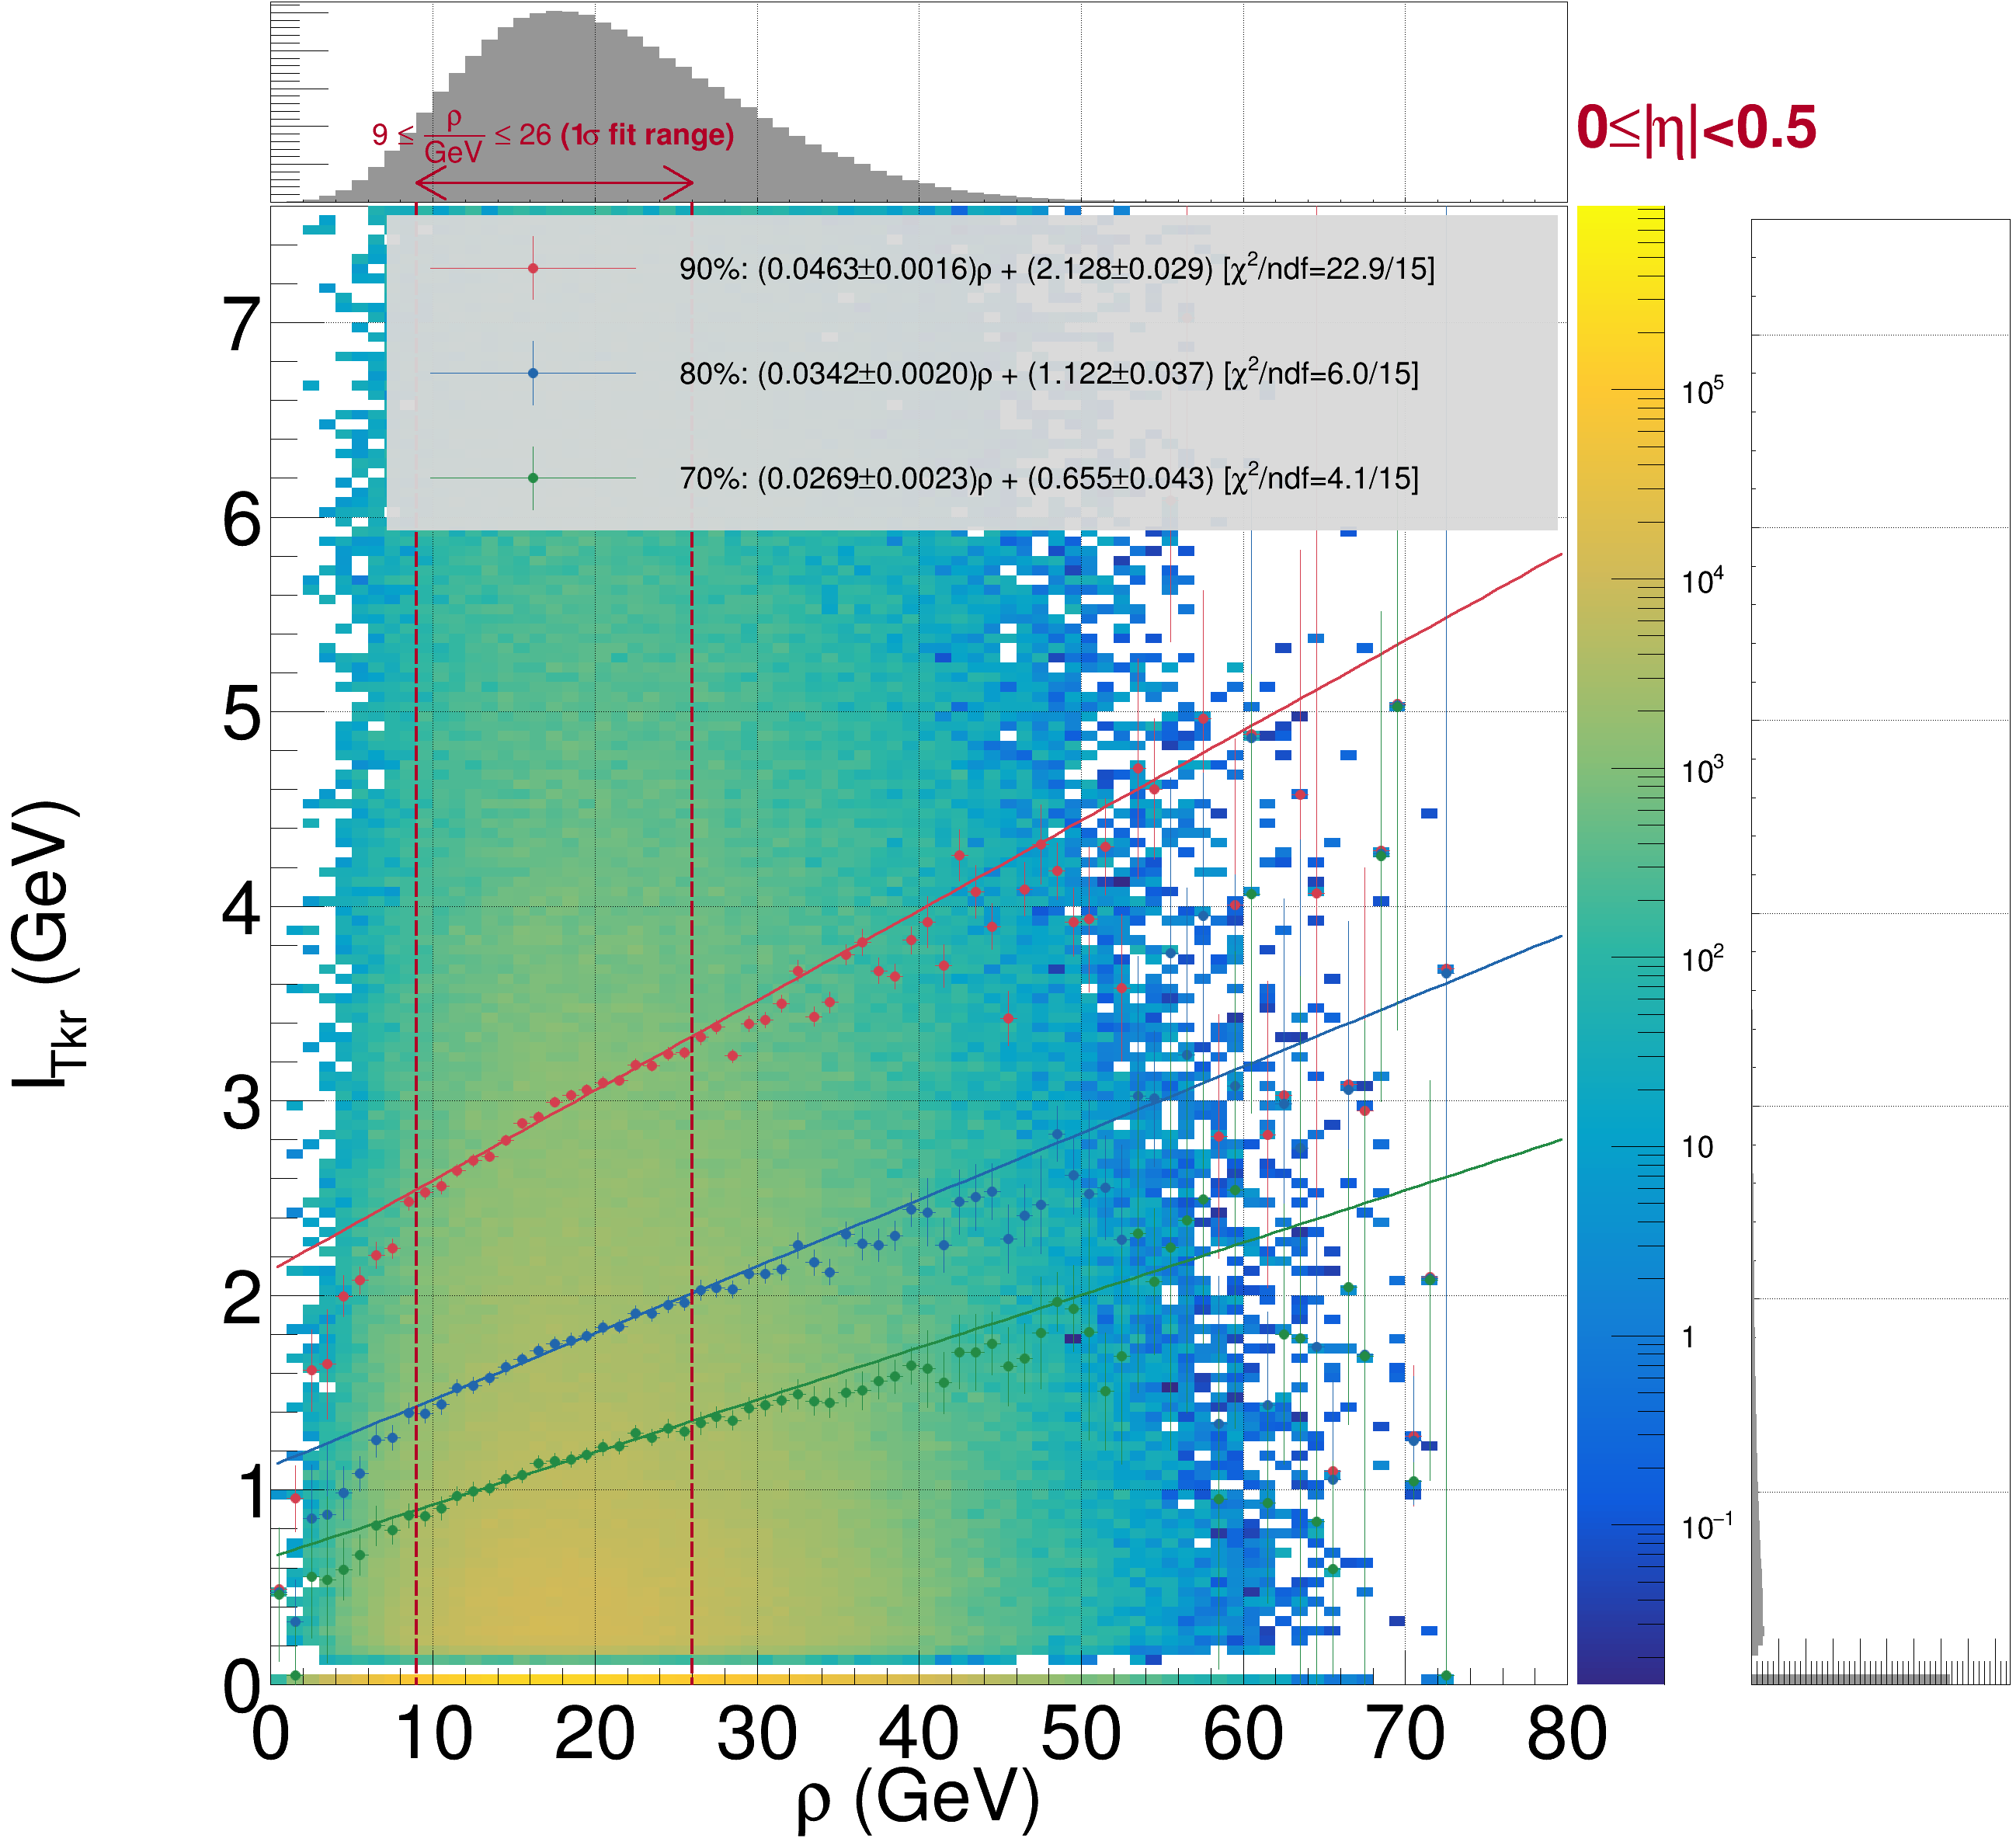 9 ≤ ρ/GeV ≤ 26 (1σ fit range)
0≤|η|<0.5
90%: (0.0463±0.0016)ρ + (2.128±0.029) [χ²/ndf=22.9/15]
80%: (0.0342±0.0020)ρ + (1.122±0.037) [χ²/ndf=6.0/15]
70%: (0.0269±0.0023)ρ + (0.655±0.043) [χ²/ndf=4.1/15]
I_Tkr (GeV)
7
6
5
4
3
2
1
0
10⁵
10⁴
10³
10²
10
1
10⁻¹
0 10 20 30 40 50 60 70 80
ρ (GeV)